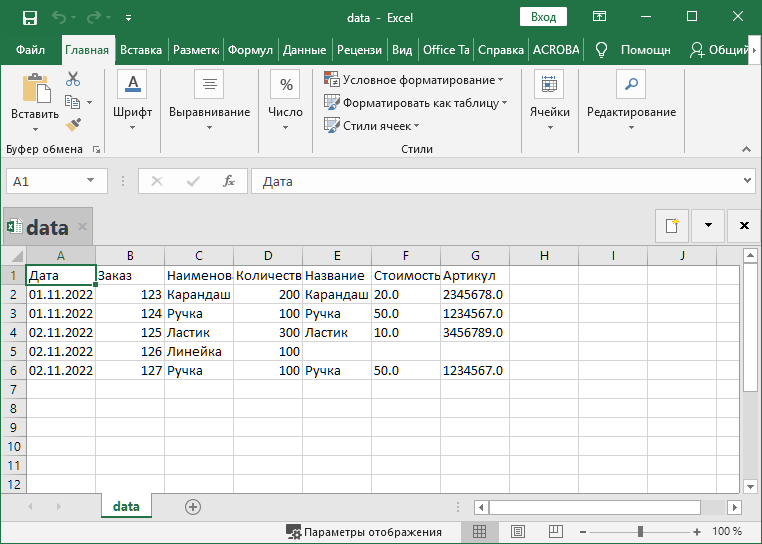 data - Excel
Вход
Файл Главная Вставка Разметка Формул Данные Рецензи Вид Office Ta Справка ACROBA Помощн Общий
Вставить
Шрифт
Выравнивание
Число
Условное форматирование
Форматировать как таблицу
Стили ячеек
Ячейки
Редактирование
Буфер обмена
Стили
A1 fx Дата
data
A B C D E F G H I J
1 Дата Заказ Наименов Количеств Название Стоимость Артикул
2 01.11.2022 123 Карандаш 200 Карандаш 20.0 2345678.0
3 01.11.2022 124 Ручка 100 Ручка 50.0 1234567.0
4 02.11.2022 125 Ластик 300 Ластик 10.0 3456789.0
5 02.11.2022 126 Линейка 100
6 02.11.2022 127 Ручка 100 Ручка 50.0 1234567.0
7
8
9
10
11
12
data
Параметры отображения 100 %